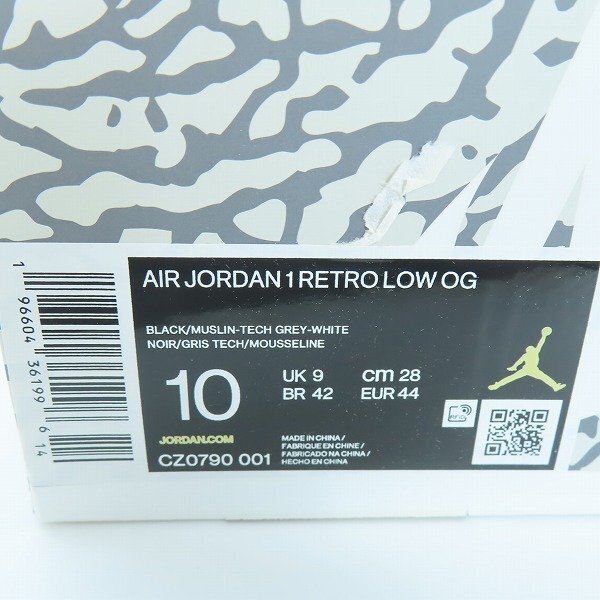 AIR JORDAN 1 RETRO LOW OG
BLACK/MUSLIN-TECH GREY-WHITE
NOIR/GRIS TECH/MOUSSELINE
10
UK 9
cm 28
BR 42
EUR 44
JORDAN.COM
CZ0790 001
MADE IN CHINA/
FABRIQUE EN CHINE/
FABRICADO NA CHINA/
HECHO EN CHINA
RFID
1 96604 36199 6 14